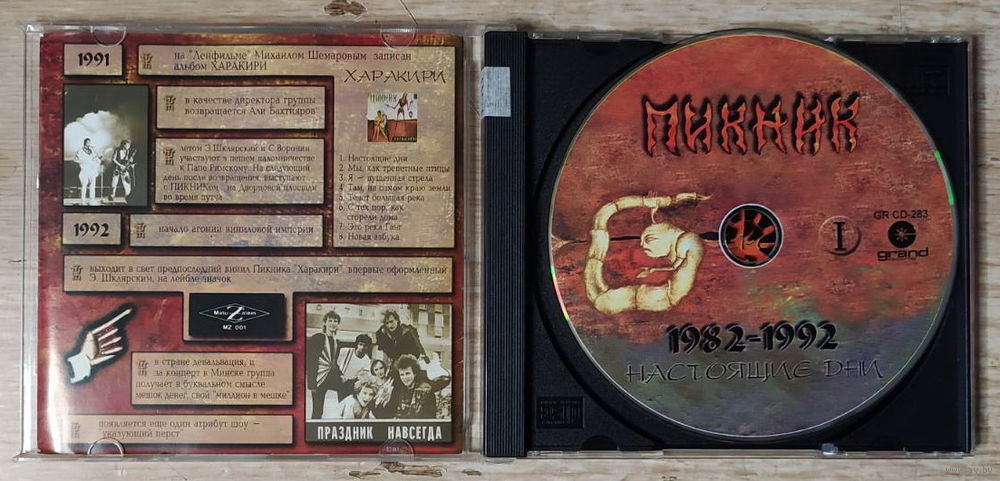 1991
на "Ленфильме" Михаилом Шемаровым записан
альбом ХАРАКИРИ
ХАРАКИРИ
в качестве директора группы
возвращается Али Бахтияров
ПИКНИК
летом Э.Шклярский и С.Воронин
участвуют в пешем паломничестве
к Папе Римскому. На следующий
день после возвращения, выступают
с ПИКНИКом на Дворцовой площади
во время путча
1. Настоящие дни
2. Мы, как трепетные птицы
3. Я – пущенная стрела
4. Там, на самом краю земли
5. Течет большая река
6. С тех пор, как
сгорели дома
7. Это река Ганг
8. Новая азбука
1992
начало агонии виниловой империи
выходит в свет предпоследний винил Пикника "Харакири", впервые оформленный
Э. Шклярским, на лейбле значок
MZ 001
в стране девальвация, и
за концерт в Минске группа
получает в буквальном смысле
мешок денег, свой "миллион в мешке"
появляется еще один атрибут шоу –
"указующий перст"
ПРАЗДНИК НАВСЕГДА
ПИКНИК
I
GR CD-283
grand
1982-1992
НАСТОЯЩИЕ ДНИ